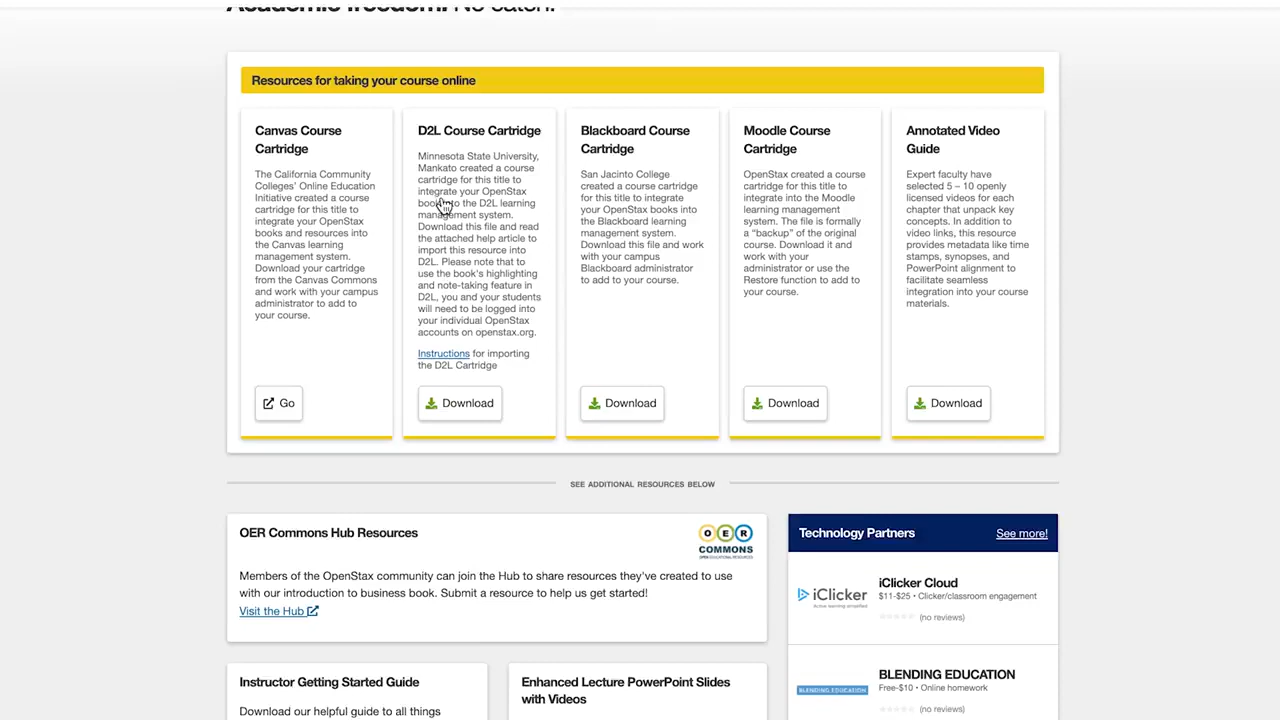 Academic freedom. No catch.
Resources for taking your course online
Canvas Course
Cartridge
The California Community
Colleges' Online Education
Initiative created a course
cartridge for this title to
integrate your OpenStax
books and resources into
the Canvas learning
management system.
Download your cartridge
from the Canvas Commons
and work with your campus
administrator to add to
your course.
Go
D2L Course Cartridge
Minnesota State University,
Mankato created a course
cartridge for this title to
integrate your OpenStax
books to the D2L learning
management system.
Download this file and read
the attached help article to
import this resource into
D2L. Please note that to
use the book's highlighting
and note-taking feature in
D2L, you and your students
will need to be logged into
your individual OpenStax
accounts on openstax.org.
Instructions for importing
the D2L Cartridge
Download
Blackboard Course
Cartridge
San Jacinto College
created a course cartridge
for this title to integrate
your OpenStax books into
the Blackboard learning
management system.
Download this file and work
with your campus
Blackboard administrator
to add to your course.
Download
Moodle Course
Cartridge
OpenStax created a course
cartridge for this title to
integrate into the Moodle
learning management
system. The file is formally
a “backup” of the original
course. Download it and
work with your
administrator or use the
Restore function to add to
your course.
Download
Annotated Video
Guide
Expert faculty have
selected 5 – 10 openly
licensed videos for each
chapter that unpack key
concepts. In addition to
video links, this resource
provides metadata like time
stamps, synopses, and
PowerPoint alignment to
facilitate seamless
integration into your course
materials.
Download
SEE ADDITIONAL RESOURCES BELOW
OER Commons Hub Resources
OER
COMMONS
OPEN EDUCATIONAL RESOURCES
Members of the OpenStax community can join the Hub to share resources they've created to use
with our introduction to business book. Submit a resource to help us get started!
Visit the Hub
Technology Partners See more!
iClicker
Active learning simplified
iClicker Cloud
$11-$25 • Clicker/classroom engagement
(no reviews)
BLENDING EDUCATION
BLENDING EDUCATION
Free-$10 • Online homework
(no reviews)
Instructor Getting Started Guide
Download our helpful guide to all things
Enhanced Lecture PowerPoint Slides
with Videos